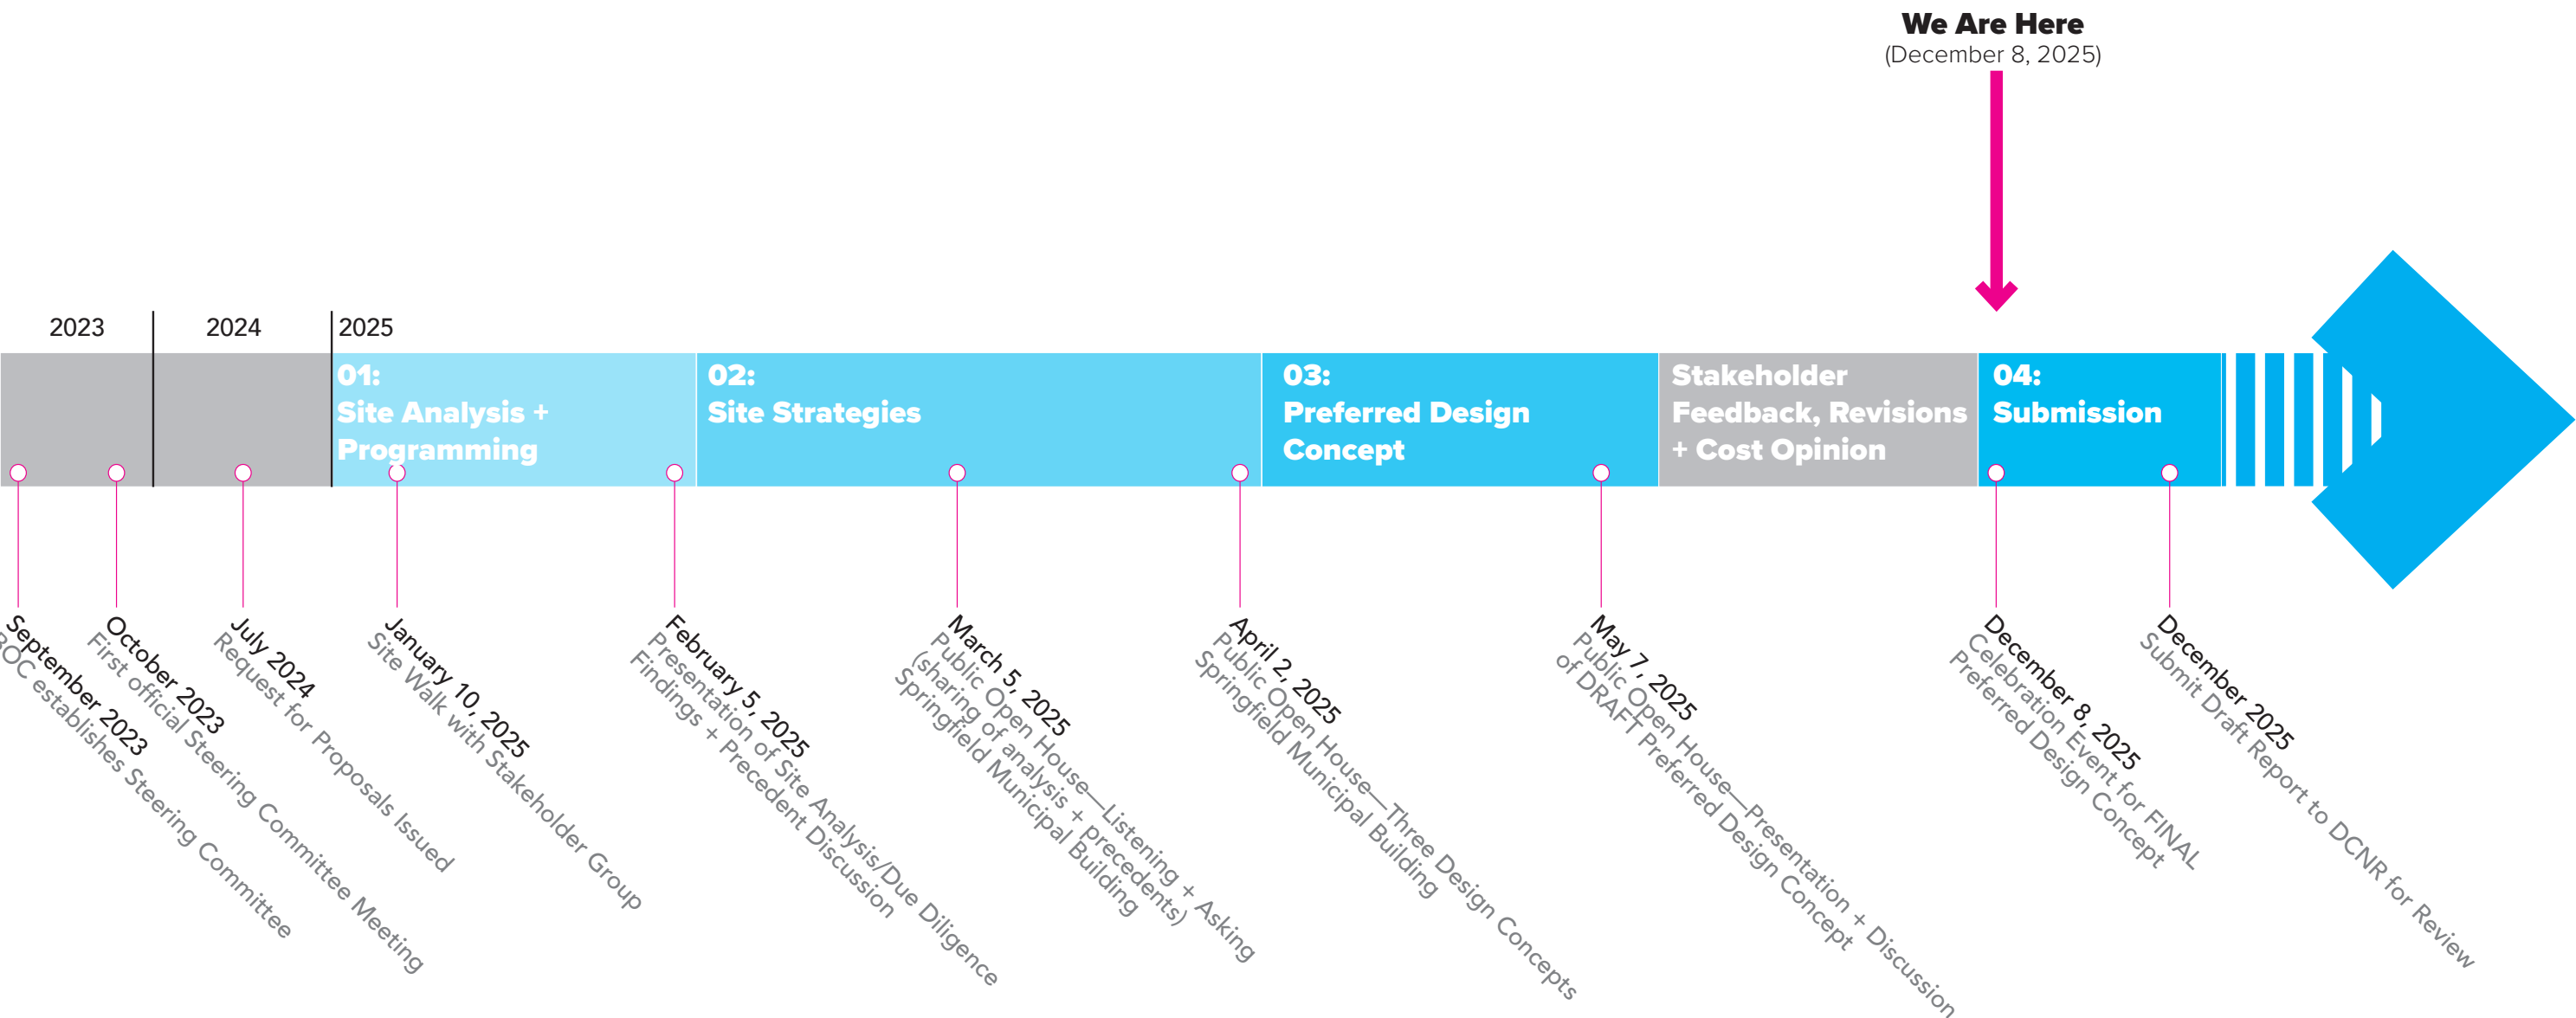 We Are Here
(December 8, 2025)
2023
2024
2025
01:
Site Analysis +
Programming
02:
Site Strategies
03:
Preferred Design
Concept
Stakeholder
Feedback, Revisions
+ Cost Opinion
04:
Submission
September 2023
BOC establishes Steering Committee
October 2023
First official Steering Committee Meeting
July 2024
Request for Proposals Issued
January 10, 2025
Site Walk with Stakeholder Group
February 5, 2025
Presentation of Site Analysis/Due Diligence
Findings + Precedent Discussion
March 5, 2025
Public Open House—Listening + Asking
(sharing of analysis + precedents)
Springfield Municipal Building
April 2, 2025
Public Open House—Three Design Concepts
Springfield Municipal Building
May 7, 2025
Public Open House—Presentation + Discussion
of DRAFT Preferred Design Concept
December 8, 2025
Celebration Event for FINAL
Preferred Design Concept
December 2025
Submit Draft Report to DCNR for Review